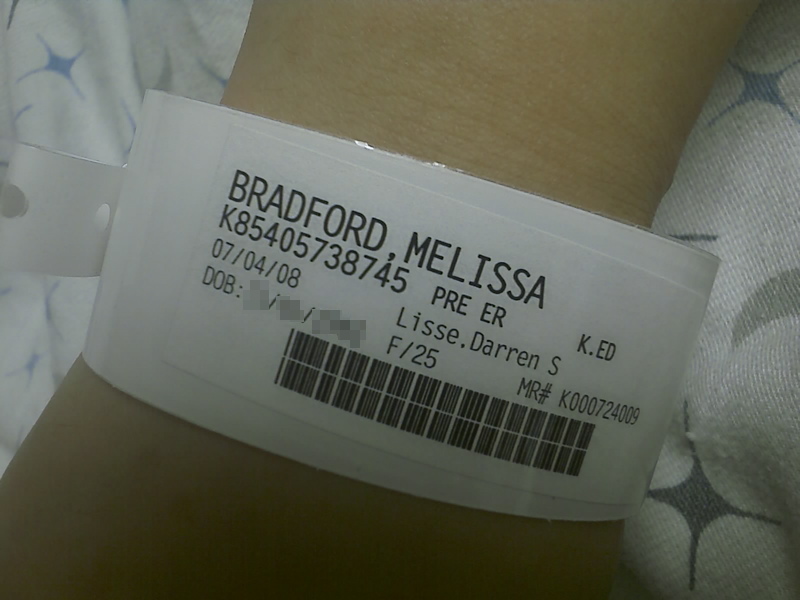 BRADFORD,MELISSA
K85405738745 PRE ER K.ED
07/04/08 Lisse,Darren S
DOB: F/25 MR# K000724009